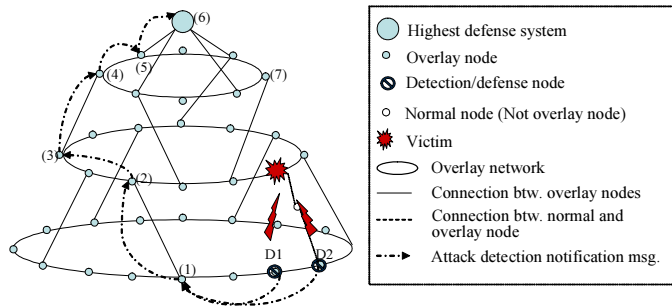 (6)
(5)
(4)
(7)
(3)
(2)
D1
D2
(1)
Highest defense system
Overlay node
Detection/defense node
Normal node (Not overlay node)
Victim
Overlay network
Connection btw. overlay nodes
Connection btw. normal and
overlay node
Attack detection notification msg.